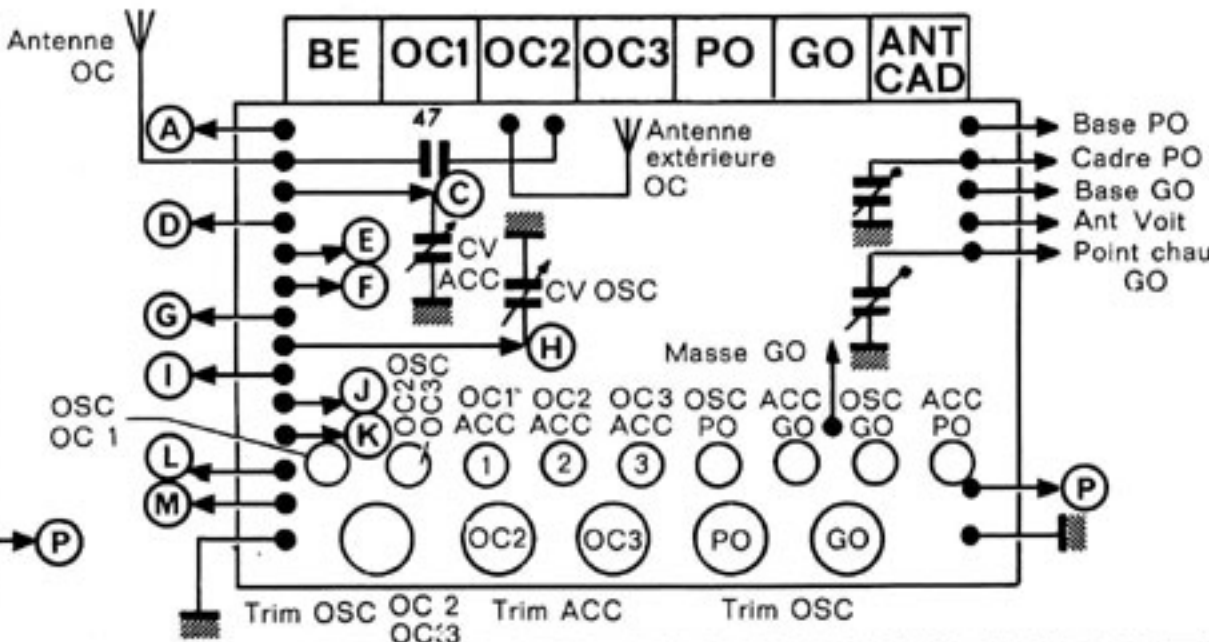 Antenne
OC
BE OC1 OC2 OC3 PO GO ANT
CAD
47
A
Antenne
extérieure
OC
Base PO
Cadre PO
Base GO
Ant Voit
Point chau
GO
C
D
E
F
CV
ACC
CV OSC
G
H
Masse GO
I
J
K
OSC
OC2
OC3
OSC
OC 1
OC1
ACC
OC2
ACC
OC3
ACC
OSC
PO
ACC
GO
OSC
GO
ACC
PO
L
1
2
3
M
P
P
OC2
OC3
PO
GO
Trim OSC
OC 2
OC 3
Trim ACC
Trim OSC